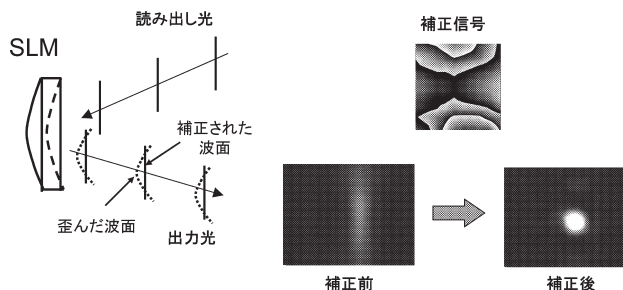 読み出し光
SLM
補正された
波面
歪んだ波面
出力光
補正信号
補正前
補正後